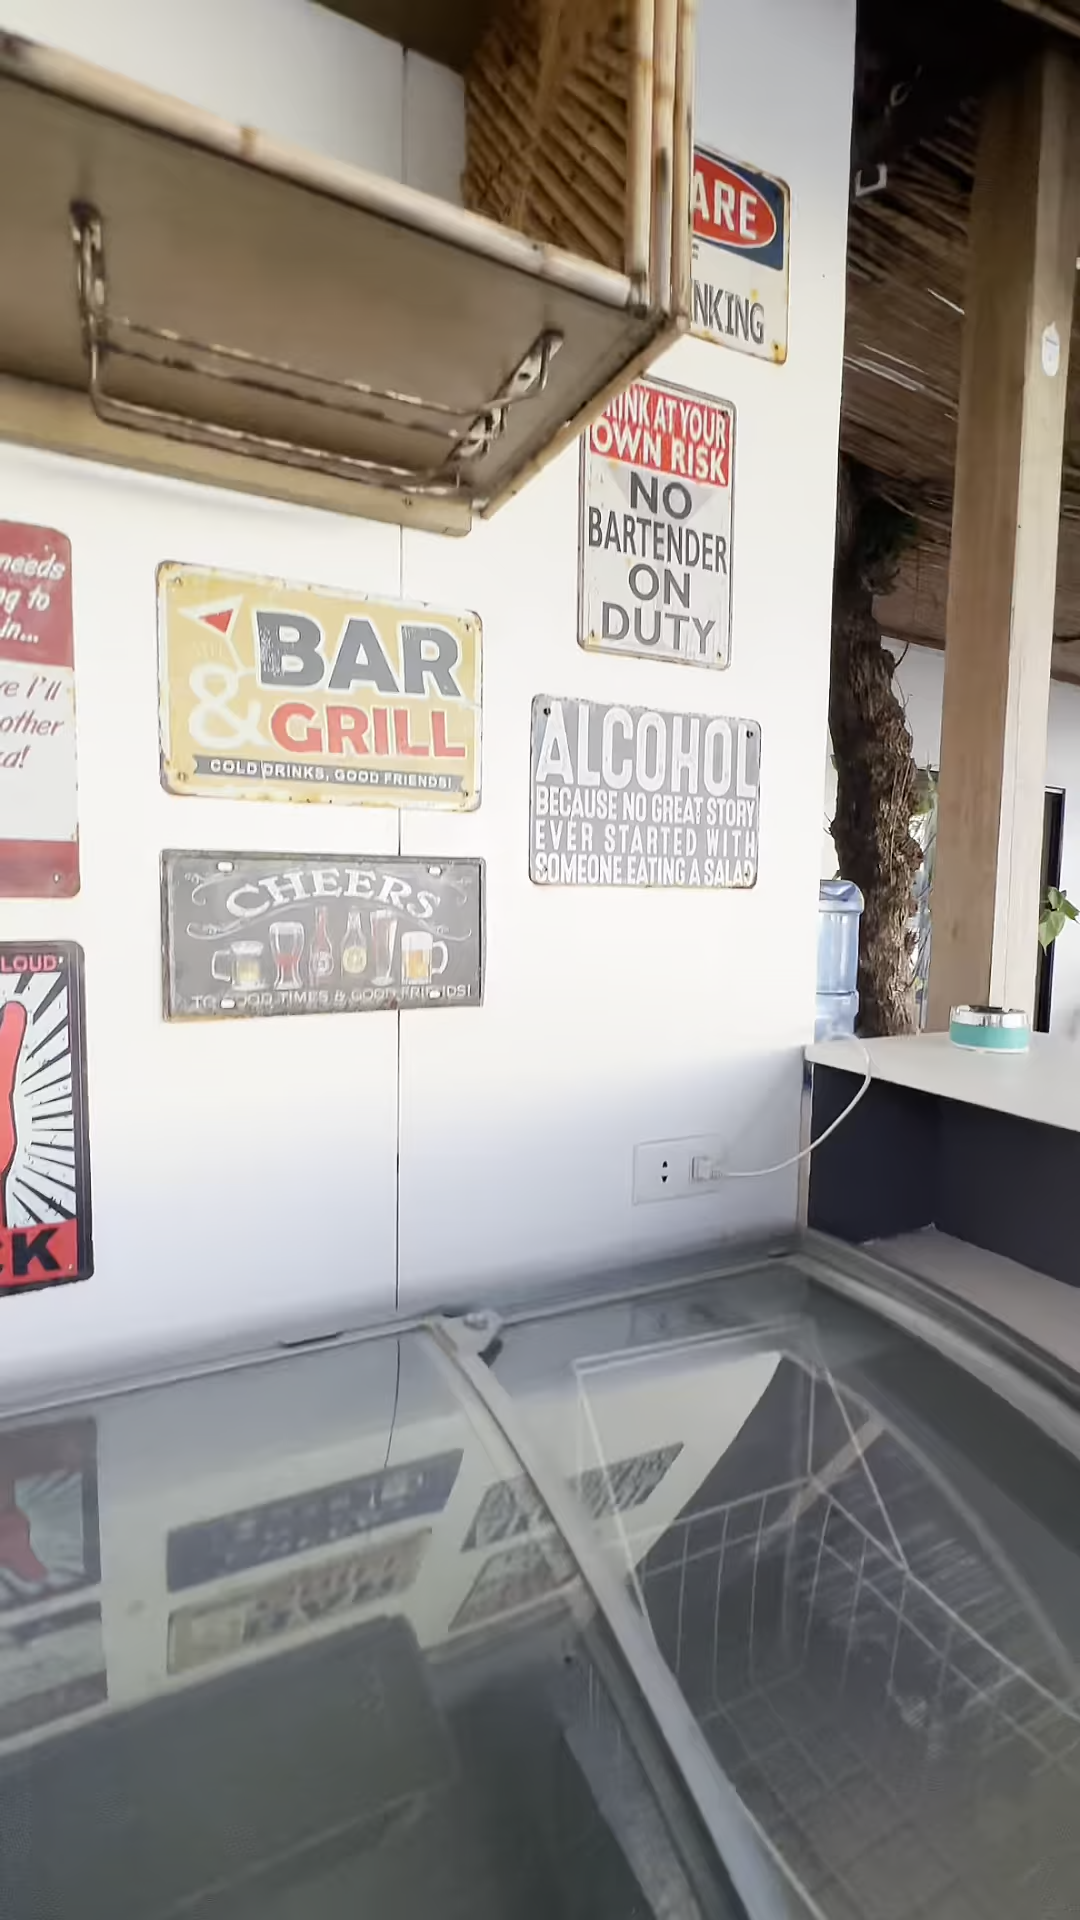 ARE
NKING
INK AT YOUR
OWN RISK
NO
BARTENDER
ON
DUTY
needs
ng to
in...
ve I'll
other
BAR
& GRILL
COLD DRINKS, GOOD FRIENDS!
ALCOHOL
BECAUSE NO GREAT STORY
EVER STARTED WITH
SOMEONE EATING A SALAD
CHEERS
TO GOOD TIMES & GOOD FRIENDS!
LOUD
CK